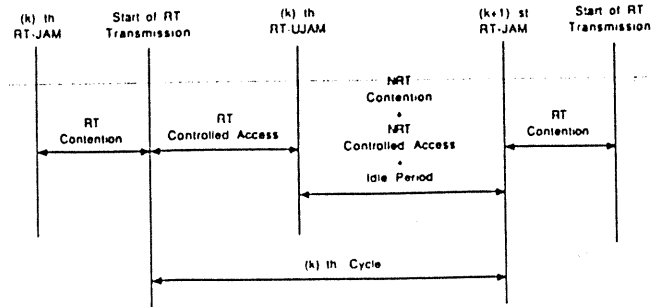 (k) th
RT-JAM
Start of RT
Transmission
(k) th
RT-UJAM
(k+1) st
RT-JAM
Start of RT
Transmission
RT
Contention
RT
Controlled Access
NRT
Contention
+
NRT
Controlled Access
+
Idle Period
RT
Contention
(k) th Cycle